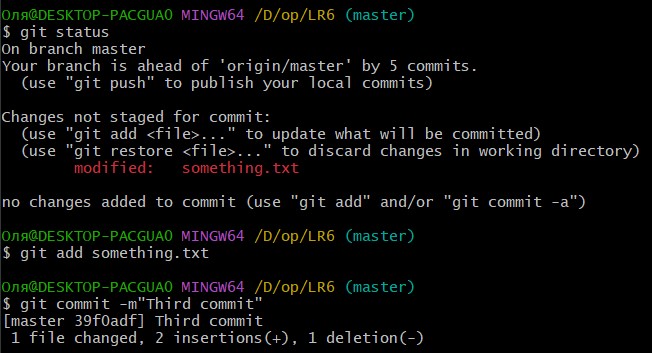 Оля@DESKTOP-PACGUA0 MINGW64 /D/op/LR6 (master)
$ git status
On branch master
Your branch is ahead of 'origin/master' by 5 commits.
  (use "git push" to publish your local commits)

Changes not staged for commit:
  (use "git add <file>..." to update what will be committed)
  (use "git restore <file>..." to discard changes in working directory)
        modified:   something.txt

no changes added to commit (use "git add" and/or "git commit -a")

Оля@DESKTOP-PACGUA0 MINGW64 /D/op/LR6 (master)
$ git add something.txt

Оля@DESKTOP-PACGUA0 MINGW64 /D/op/LR6 (master)
$ git commit -m"Third commit"
[master 39f0adf] Third commit
 1 file changed, 2 insertions(+), 1 deletion(-)